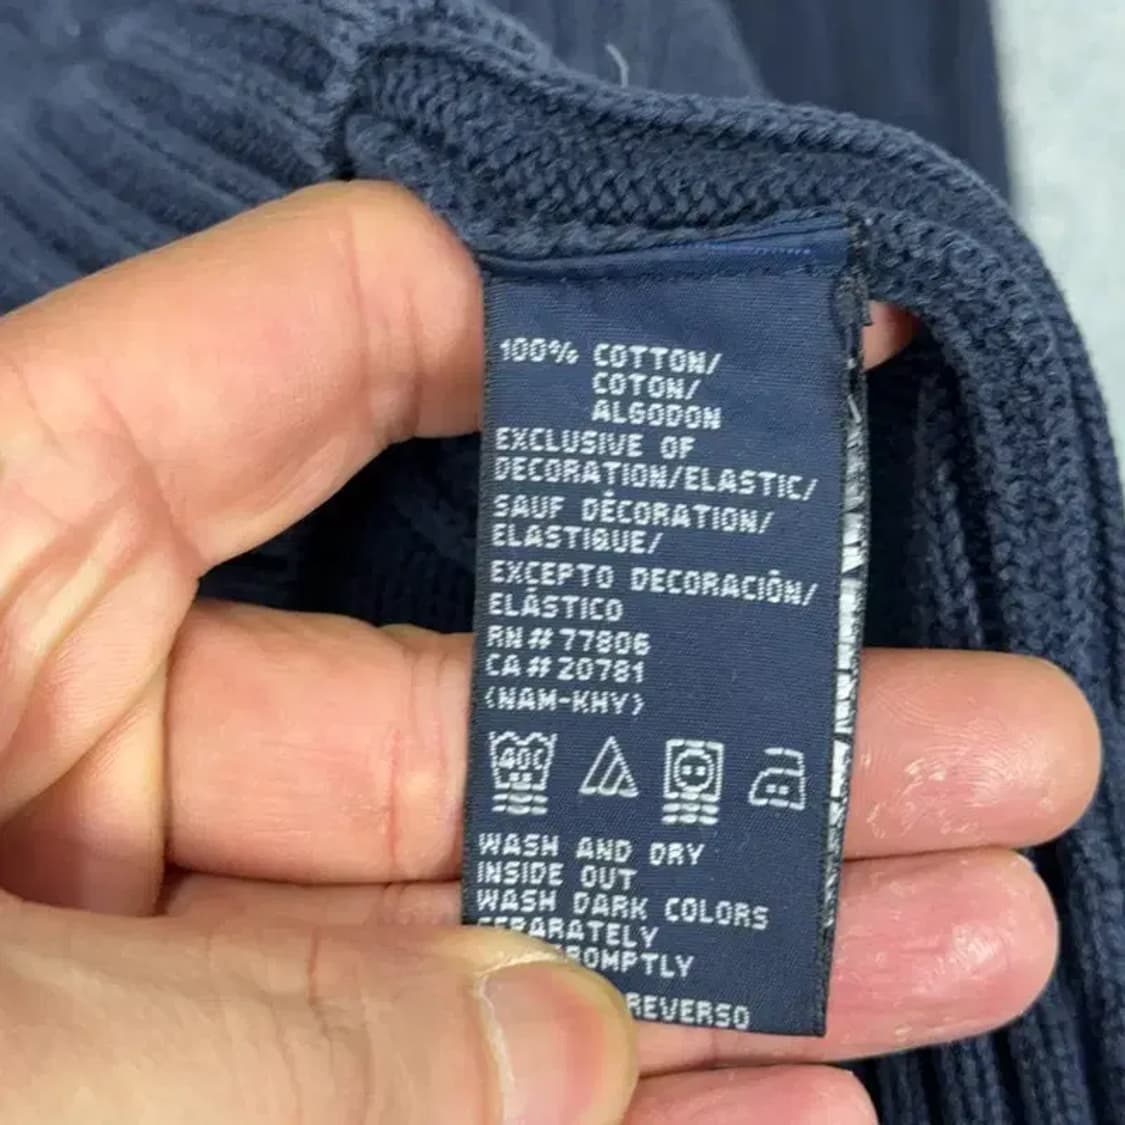 100% COTTON/
COTON/
ALGODON
EXCLUSIVE OF
DECORATION/ELASTIC/
SAUF DÉCORATION/
ELASTIQUE/
EXCEPTO DECORACIÓN/
ELÁSTICO
RN# 77806
CA# 20781
(NAM-KHY)
40C
WASH AND DRY
INSIDE OUT
WASH DARK COLORS
SEPARATELY
PROMPTLY
REVERSO